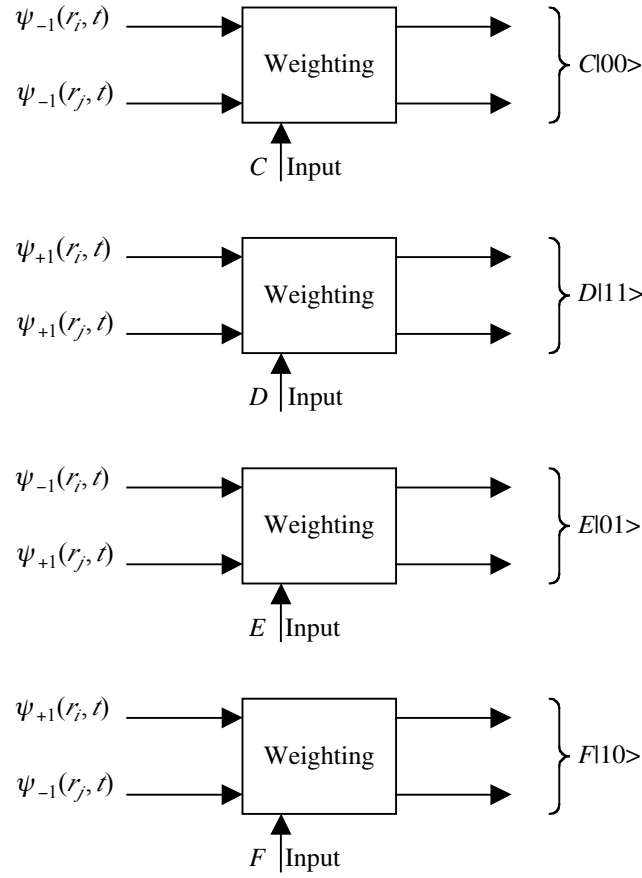 ψ₋₁(rᵢ, t)
Weighting
C|00>
ψ₋₁(rⱼ, t)
C Input
ψ₊₁(rᵢ, t)
Weighting
D|11>
ψ₊₁(rⱼ, t)
D Input
ψ₋₁(rᵢ, t)
Weighting
E|01>
ψ₊₁(rⱼ, t)
E Input
ψ₊₁(rᵢ, t)
Weighting
F|10>
ψ₋₁(rⱼ, t)
F Input